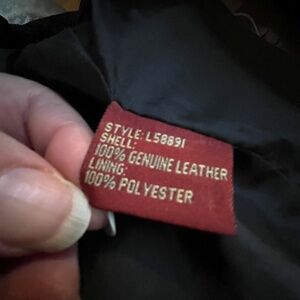 STYLE: L58891
SHELL:
100% GENUINE LEATHER
LINING:
100% POLYESTER